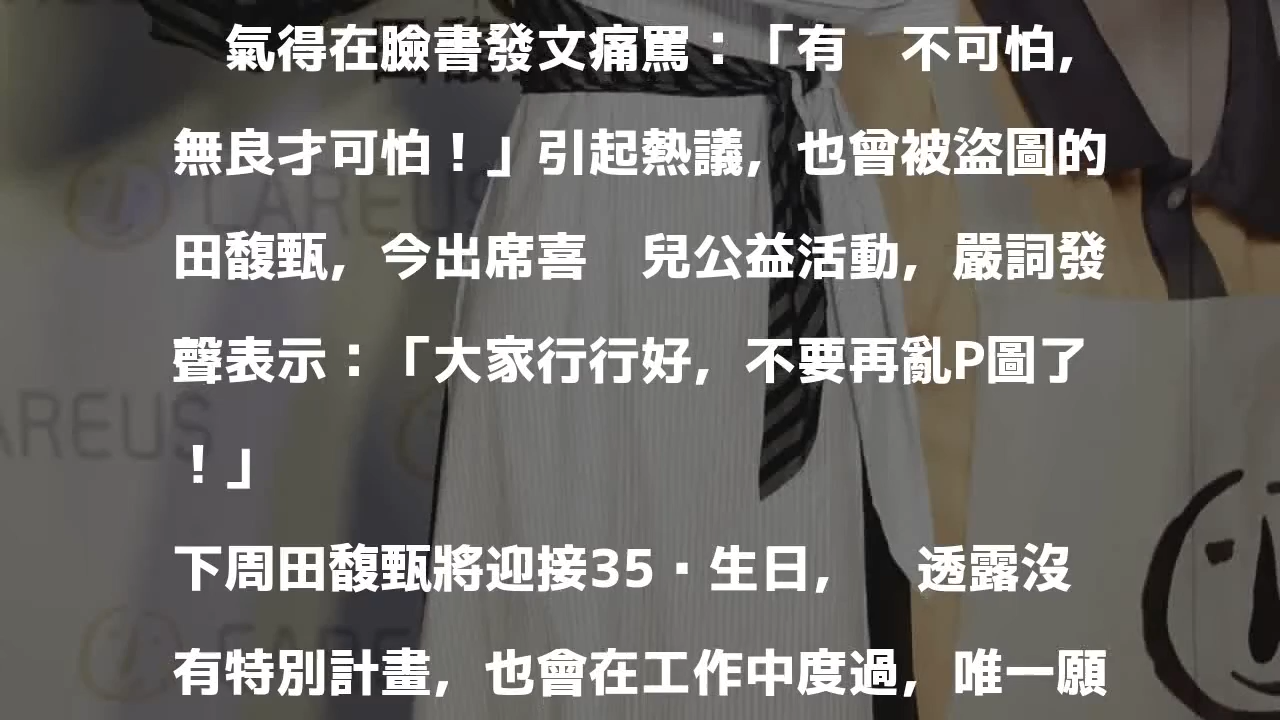 氣得在臉書發文痛罵：「有 不可怕,
無良才可怕！」引起熱議, 也曾被盜圖的
田馥甄, 今出席喜 兒公益活動, 嚴詞發
聲表示：「大家行行好, 不要再亂P圖了
！」
下周田馥甄將迎接35·生日, 透露沒
有特別計畫, 也會在工作中度過, 唯一願
EAREUS
AREUS
EAREUS